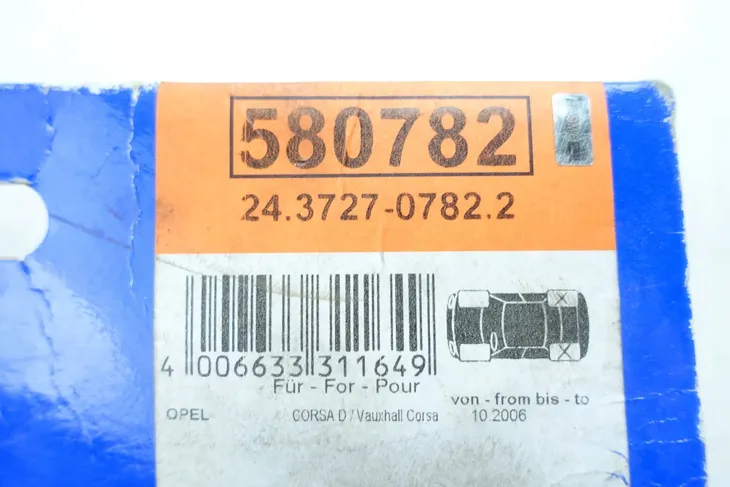 580782
24.3727-0782.2
4 006633 311649
Für - For - Pour
von - from bis - to
OPEL CORSA D / Vauxhall Corsa 10.2006